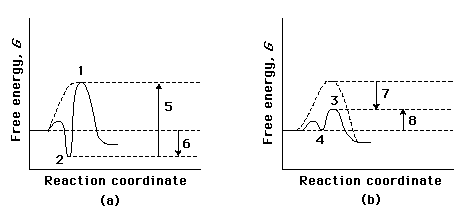 Free energy, G
1
2
5
6
Reaction coordinate
(a)
Free energy, G
3
4
7
8
Reaction coordinate
(b)